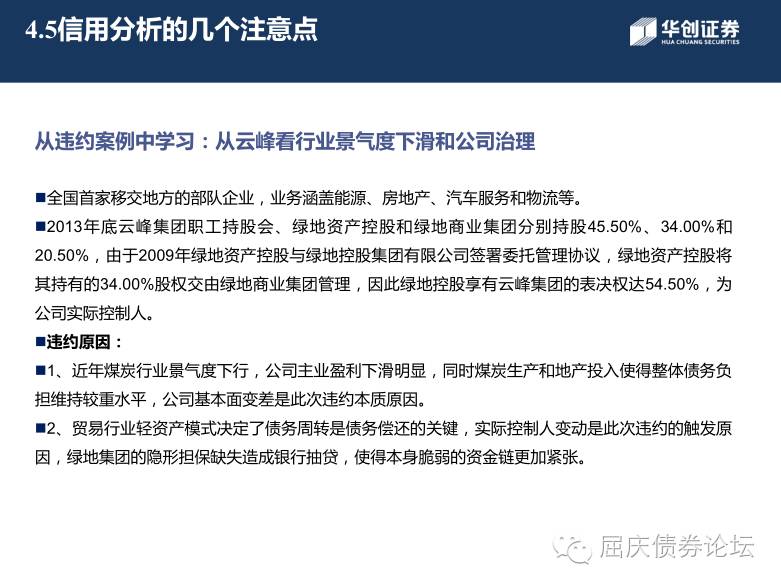 4.5信用分析的几个注意点
华创证券
HUA CHUANG SECURITIES
从违约案例中学习：从云峰看行业景气度下滑和公司治理
■全国首家移交地方的部队企业，业务涵盖能源、房地产、汽车服务和物流等。
■2013年底云峰集团职工持股会、绿地资产控股和绿地商业集团分别持股45.50%、34.00%和
20.50%，由于2009年绿地资产控股与绿地控股集团有限公司签署委托管理协议，绿地资产控股将
其持有的34.00%股权交由绿地商业集团管理，因此绿地控股享有云峰集团的表决权达54.50%，为
公司实际控制人。
■违约原因：
■1、近年煤炭行业景气度下行，公司主业盈利下滑明显，同时煤炭生产和地产投入使得整体债务负
担维持较重水平，公司基本面变差是此次违约本质原因。
■2、贸易行业轻资产模式决定了债务周转是债务偿还的关键，实际控制人变动是此次违约的触发原
因，绿地集团的隐形担保缺失造成银行抽贷，使得本身脆弱的资金链更加紧张。
屈庆债券论坛